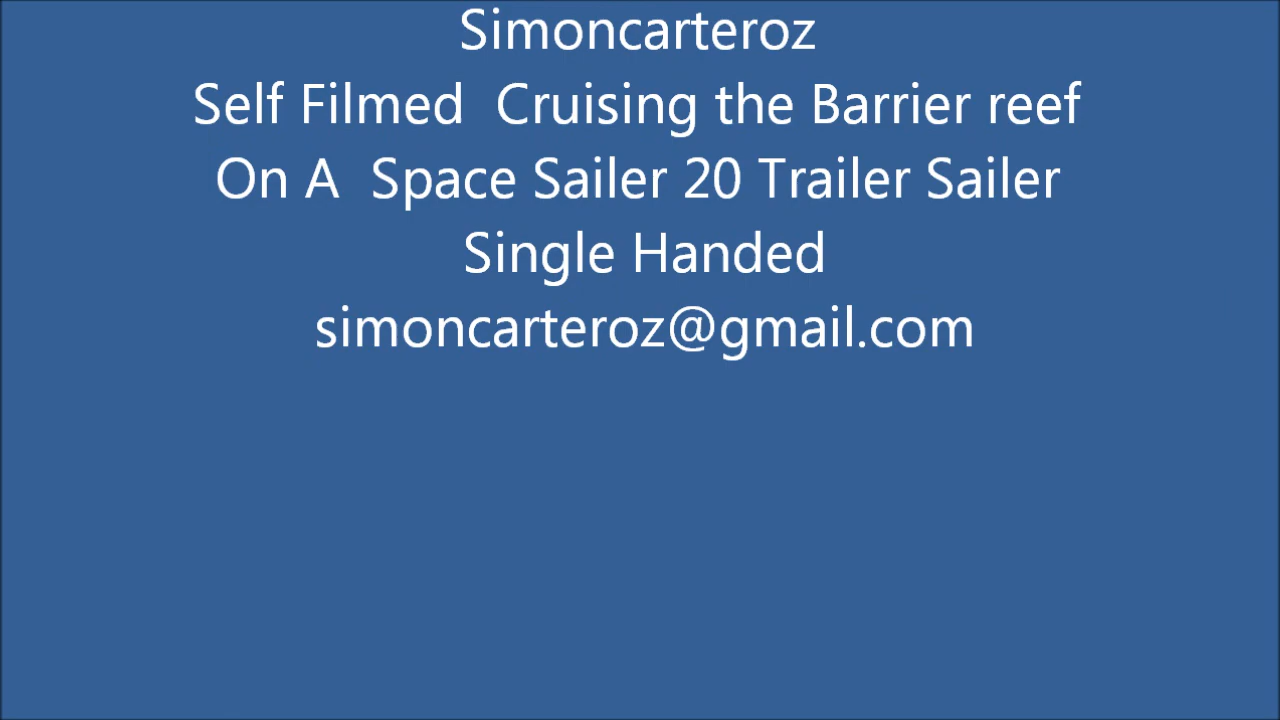 Simoncarteroz
Self Filmed  Cruising the Barrier reef
On A  Space Sailer 20 Trailer Sailer
Single Handed
simoncarteroz@gmail.com